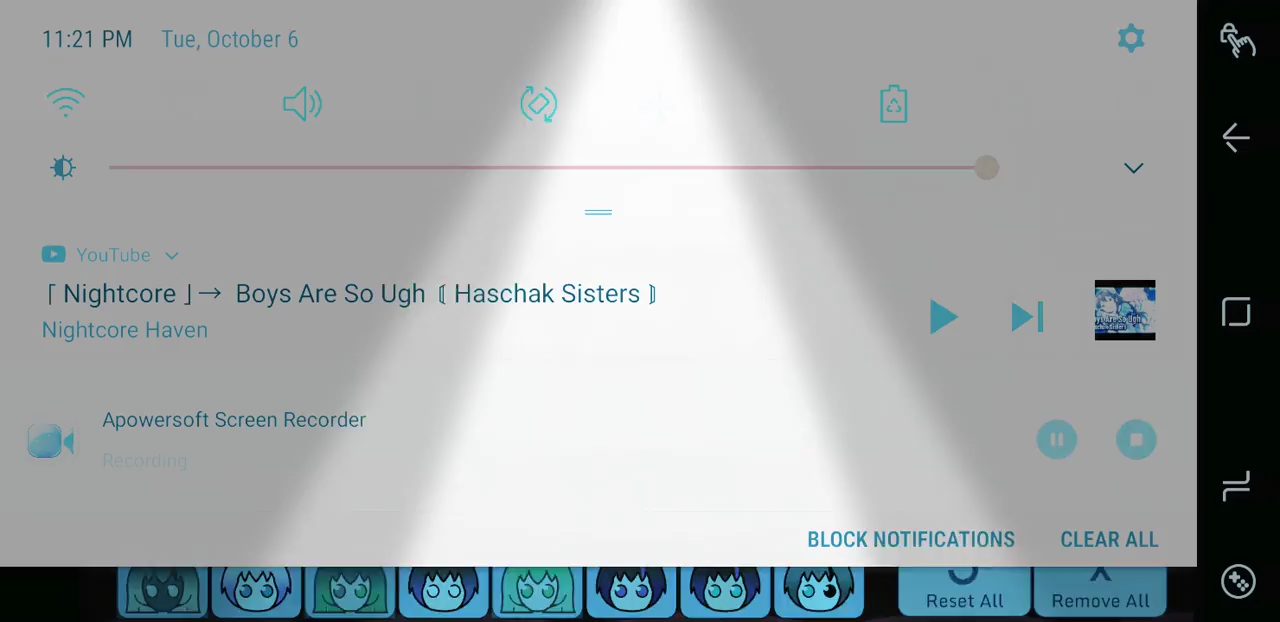 11:21 PM Tue, October 6
YouTube
「 Nightcore 」→ Boys Are So Ugh 〘 Haschak Sisters 〙
Nightcore Haven
Apowersoft Screen Recorder
Recording
BLOCK NOTIFICATIONS CLEAR ALL
Reset All Remove All